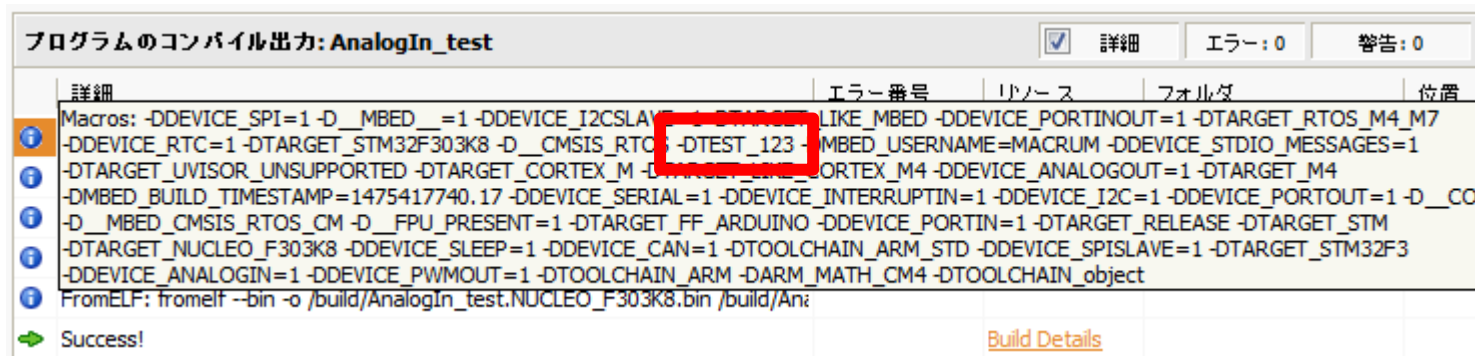 プログラムのコンパイル出力: AnalogIn_test 詳細 エラー: 0 警告: 0
詳細 エラー番号 リソース フォルダ 位置
Macros: -DDEVICE_SPI=1 -D__MBED__=1 -DDEVICE_I2CSLAVE=1 -DTARGET_LIKE_MBED -DDEVICE_PORTINOUT=1 -DTARGET_RTOS_M4_M7
-DDEVICE_RTC=1 -DTARGET_STM32F303K8 -D__CMSIS_RTOS -DTEST_123 -DMBED_USERNAME=MACRUM -DDEVICE_STDIO_MESSAGES=1
-DTARGET_UVISOR_UNSUPPORTED -DTARGET_CORTEX_M -DTARGET_LIKE_CORTEX_M4 -DDEVICE_ANALOGOUT=1 -DTARGET_M4
-DMBED_BUILD_TIMESTAMP=1475417740.17 -DDEVICE_SERIAL=1 -DDEVICE_INTERRUPTIN=1 -DDEVICE_I2C=1 -DDEVICE_PORTOUT=1 -D__CO
-D__MBED_CMSIS_RTOS_CM -D__FPU_PRESENT=1 -DTARGET_FF_ARDUINO -DDEVICE_PORTIN=1 -DTARGET_RELEASE -DTARGET_STM
-DTARGET_NUCLEO_F303K8 -DDEVICE_SLEEP=1 -DDEVICE_CAN=1 -DTOOLCHAIN_ARM_STD -DDEVICE_SPISLAVE=1 -DTARGET_STM32F3
-DDEVICE_ANALOGIN=1 -DDEVICE_PWMOUT=1 -DTOOLCHAIN_ARM -DARM_MATH_CM4 -DTOOLCHAIN_object
FromELF: fromelf --bin -o /build/AnalogIn_test.NUCLEO_F303K8.bin /build/Ana
Success! Build Details